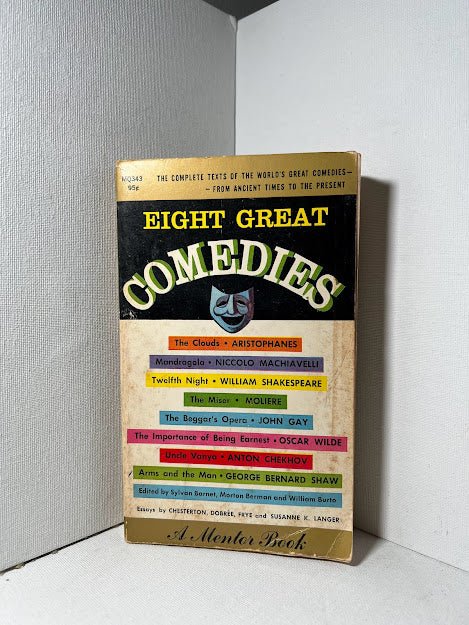 MQ343
95¢
THE COMPLETE TEXTS OF THE WORLD'S GREAT COMEDIES—
—FROM ANCIENT TIMES TO THE PRESENT
EIGHT GREAT
COMEDIES
The Clouds • ARISTOPHANES
Mandragola • NICCOLO MACHIAVELLI
Twelfth Night • WILLIAM SHAKESPEARE
The Miser • MOLIERE
The Beggar's Opera • JOHN GAY
The Importance of Being Earnest • OSCAR WILDE
Uncle Vanya • ANTON CHEKHOV
Arms and the Man • GEORGE BERNARD SHAW
Edited by Sylvan Barnet, Morton Berman and William Burto
Essays by CHESTERTON, DOBREE, FRYE and SUSANNE K. LANGER
A Mentor Book